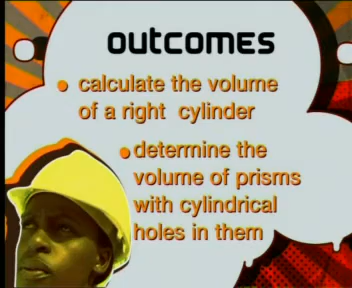 outcomes
calculate the volume
of a right cylinder
determine the
volume of prisms
with cylindrical
holes in them